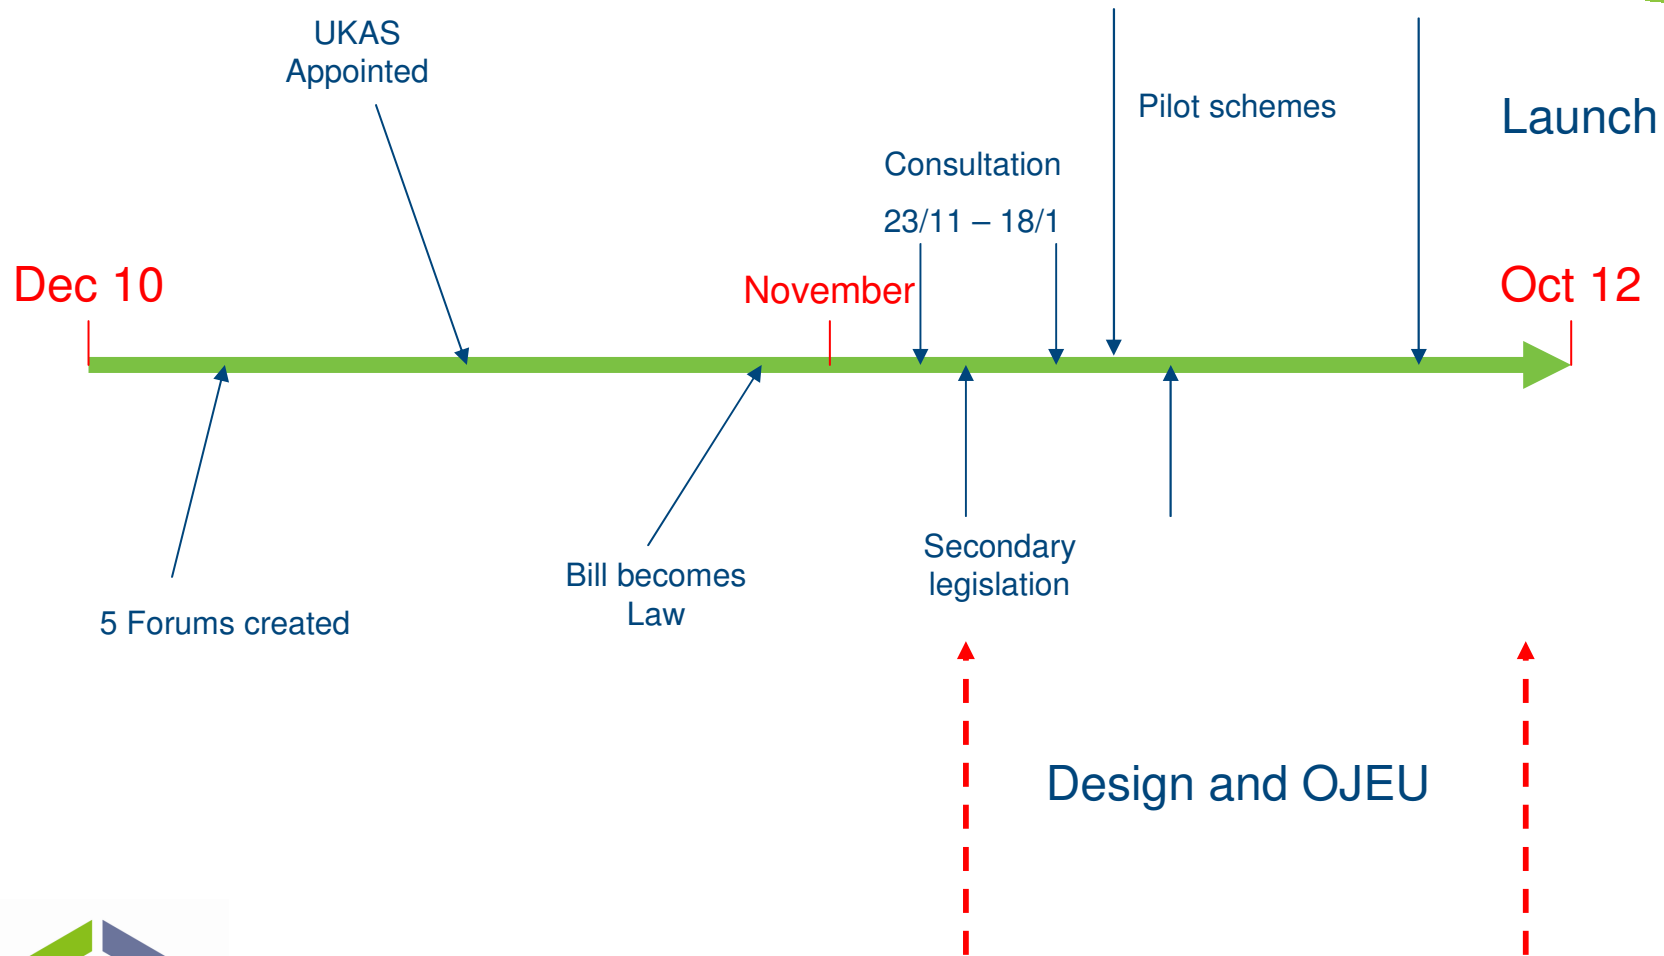 UKAS
Appointed
Pilot schemes
Launch
Consultation
23/11 – 18/1
Dec 10
November
Oct 12
5 Forums created
Bill becomes
Law
Secondary
legislation
Design and OJEU